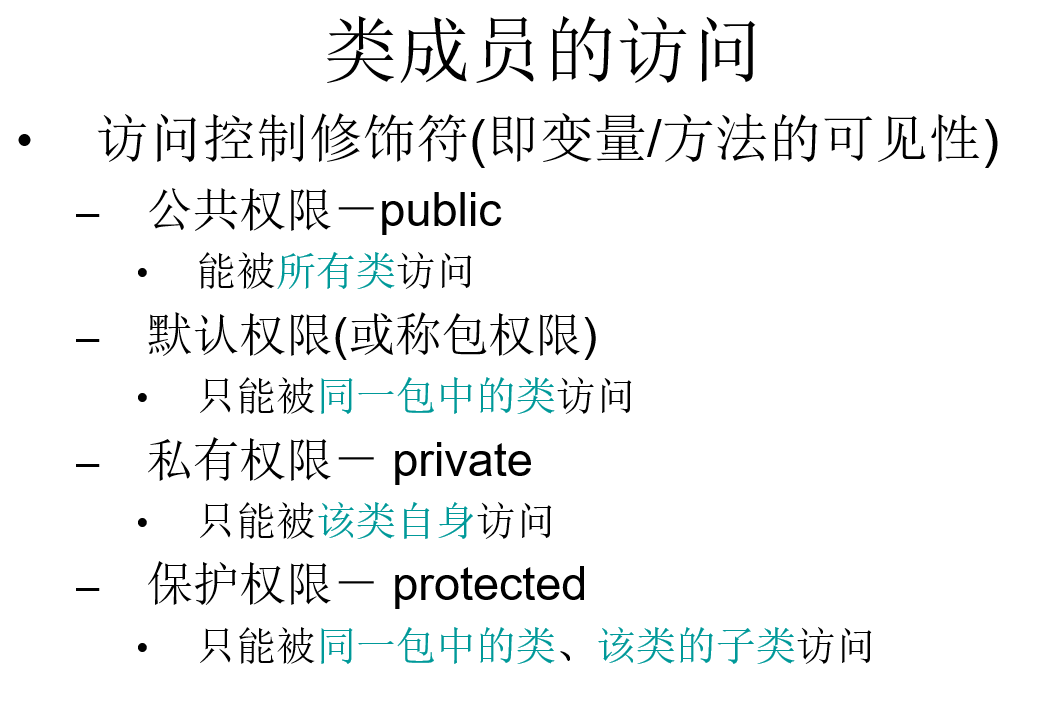 类成员的访问
• 访问控制修饰符(即变量/方法的可见性)
– 公共权限－public
• 能被所有类访问
– 默认权限(或称包权限)
• 只能被同一包中的类访问
– 私有权限－ private
• 只能被该类自身访问
– 保护权限－ protected
• 只能被同一包中的类、该类的子类访问